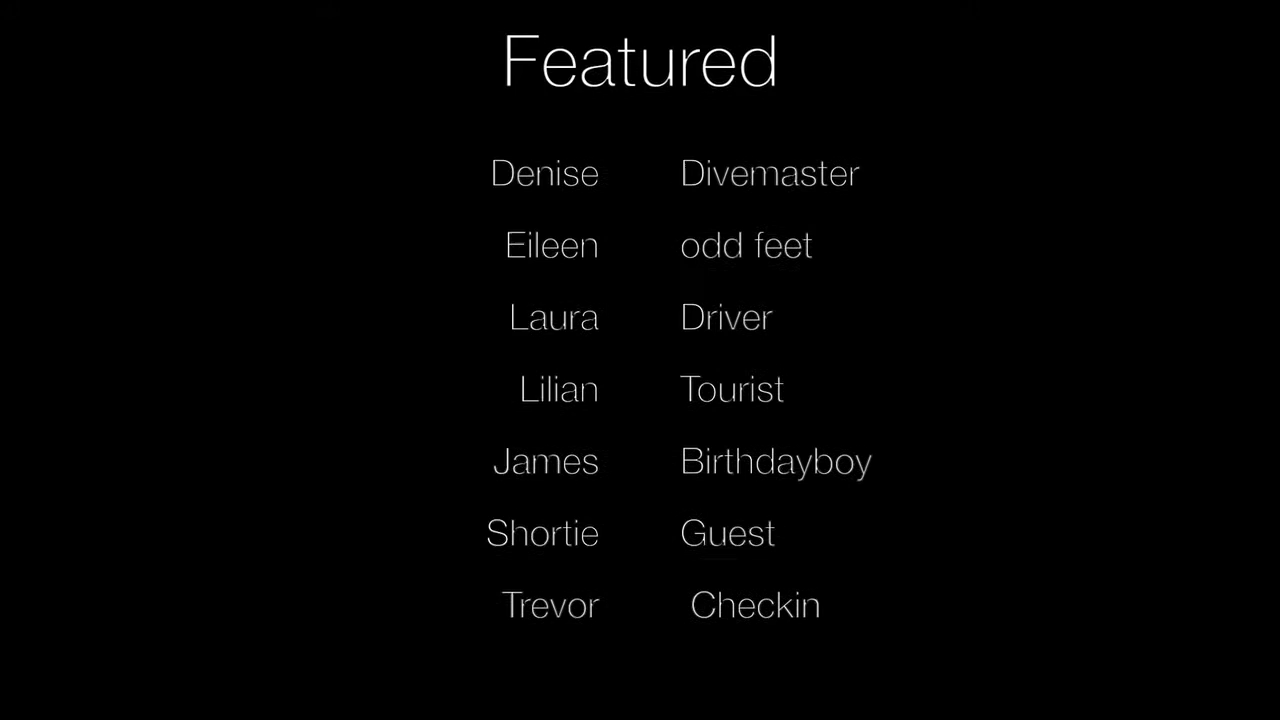 Featured
Denise Divemaster
Eileen odd feet
Laura Driver
Lilian Tourist
James Birthdayboy
Shortie Guest
Trevor Checkin